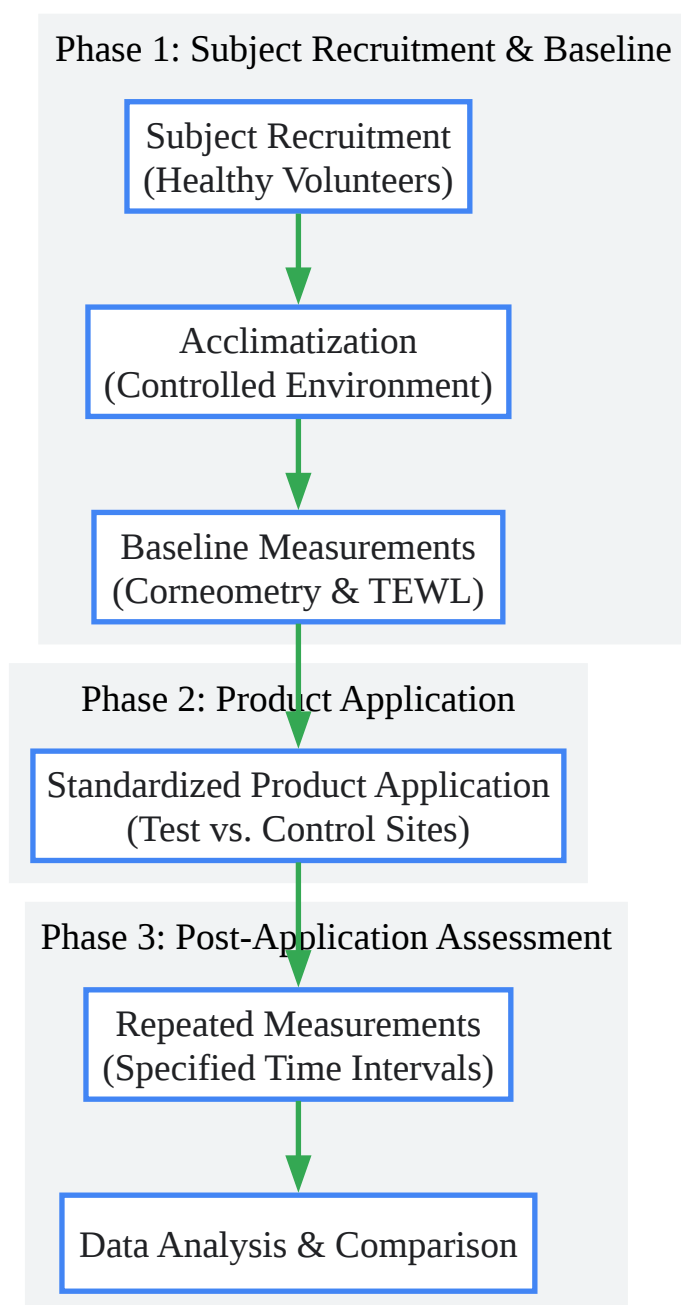 Phase 1: Subject Recruitment & Baseline
Subject Recruitment
(Healthy Volunteers)
Acclimatization
(Controlled Environment)
Baseline Measurements
(Corneometry & TEWL)
Phase 2: Product Application
Standardized Product Application
(Test vs. Control Sites)
Phase 3: Post-Application Assessment
Repeated Measurements
(Specified Time Intervals)
Data Analysis & Comparison